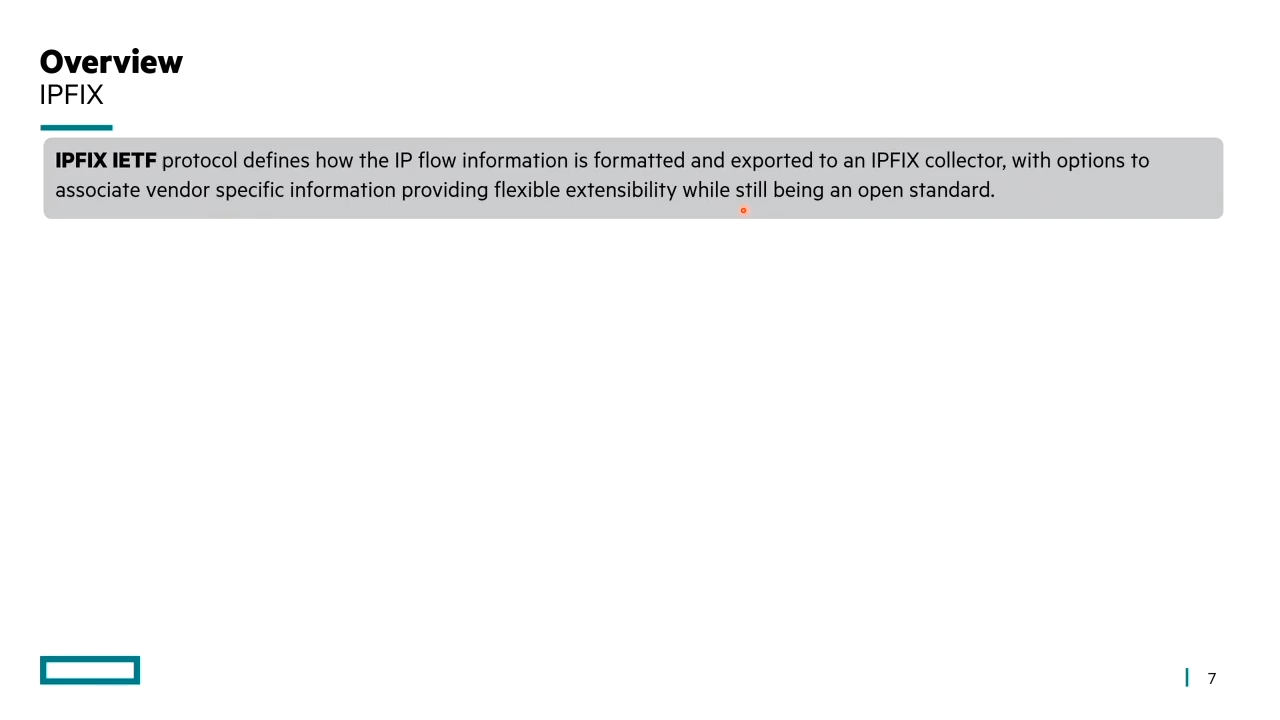 Overview
IPFIX
IPFIX IETF protocol defines how the IP flow information is formatted and exported to an IPFIX collector, with options to
associate vendor specific information providing flexible extensibility while still being an open standard.
7